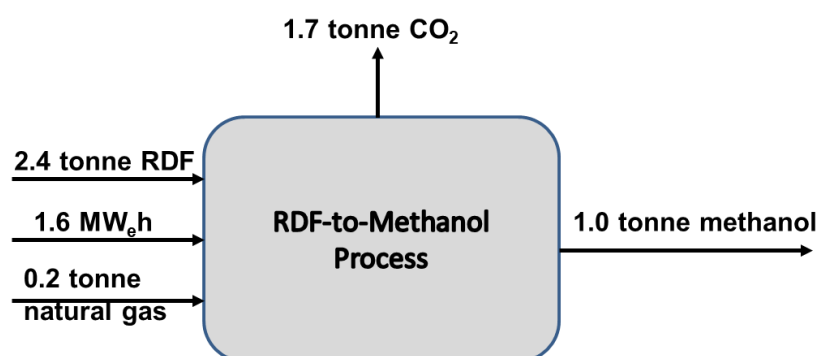 1.7 tonne CO₂
2.4 tonne RDF
1.6 MWₑh
0.2 tonne
natural gas
RDF-to-Methanol
Process
1.0 tonne methanol